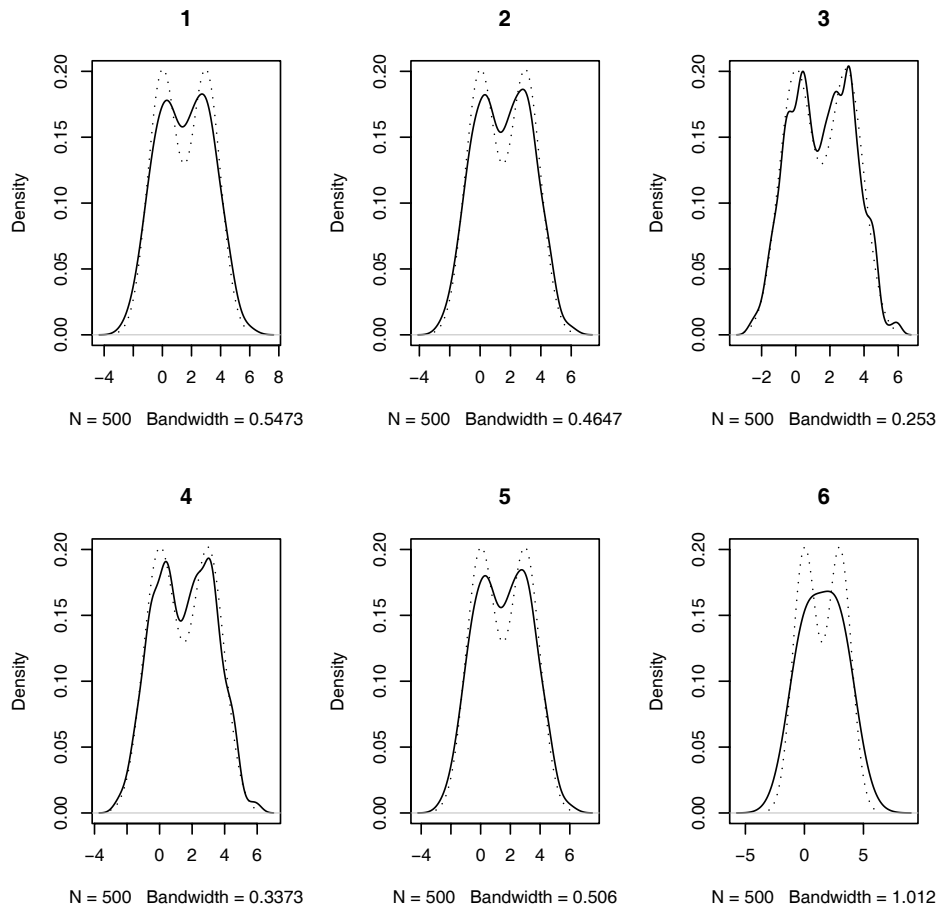 1
Density
0.00 0.05 0.10 0.15 0.20
−4 0 2 4 6 8
N = 500 Bandwidth = 0.5473
2
Density
0.00 0.05 0.10 0.15 0.20
−4 0 2 4 6
N = 500 Bandwidth = 0.4647
3
Density
0.00 0.05 0.10 0.15 0.20
−2 0 2 4 6
N = 500 Bandwidth = 0.253
4
Density
0.00 0.05 0.10 0.15 0.20
−4 0 2 4 6
N = 500 Bandwidth = 0.3373
5
Density
0.00 0.05 0.10 0.15 0.20
−4 0 2 4 6
N = 500 Bandwidth = 0.506
6
Density
0.00 0.05 0.10 0.15 0.20
−5 0 5
N = 500 Bandwidth = 1.012